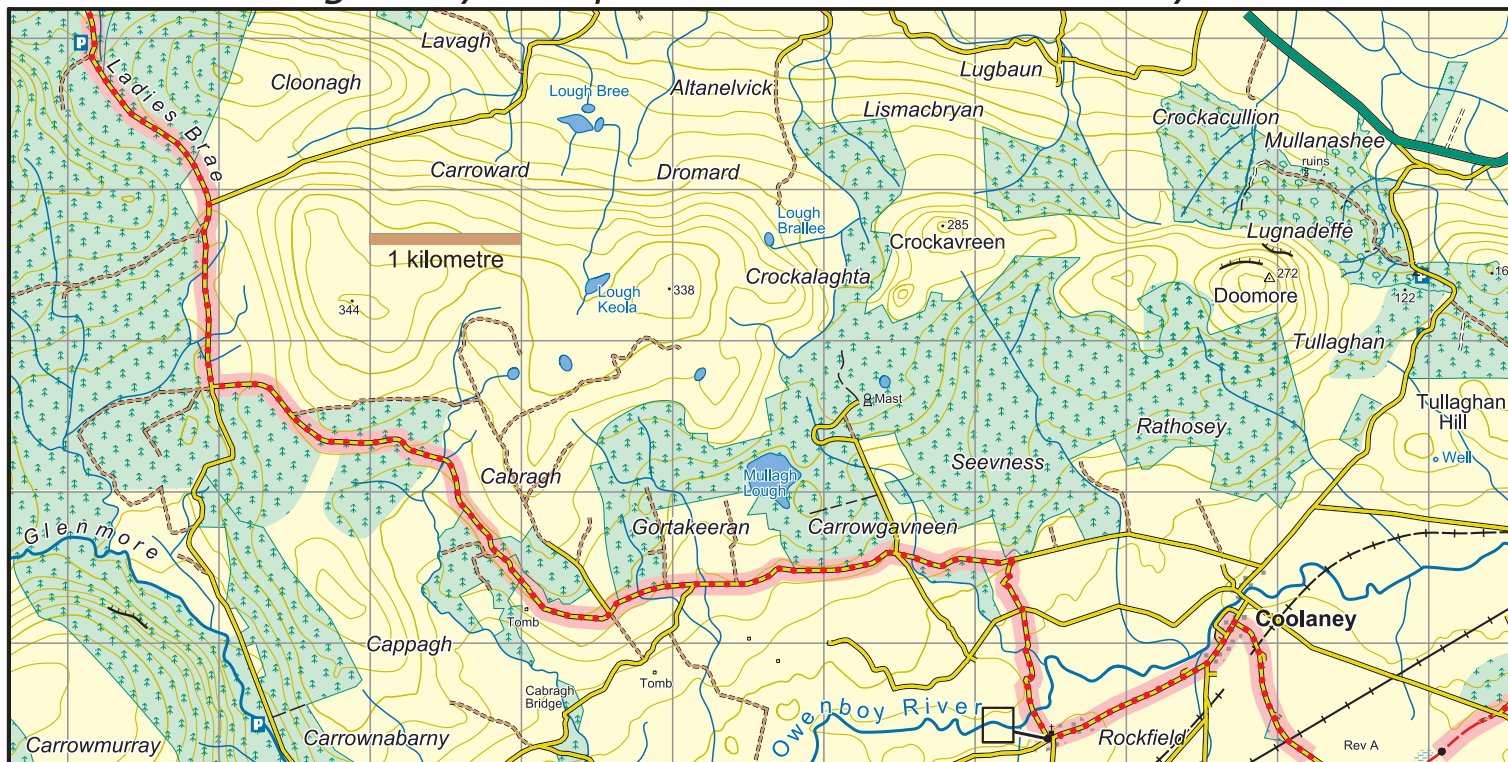 P
Ladies Brae
Lavagh
Cloonagh
Lough Bree
Altanelvick
Lugbaun
Lismacbryan
Crockacullion
Mullanashee
ruins
Carroward
Dromard
Lough
Brallee
285
Crockavreen
Lugnadeffe
1 kilometre
Crockalaghta
272
Doomore
P
16
122
344
Lough
Keola
338
P
Tullaghan
Mast
Tullaghan
Hill
Rathosey
Well
Cabragh
Mullagh
Lough
Seevness
Glenmore
Gortakeeran
Carrowgavneen
Tomb
Coolaney
Cappagh
Tomb
Cabragh
Bridge
Owenboy River
P
Carrowmurray
Carrownabarny
Rockfield
Rev A